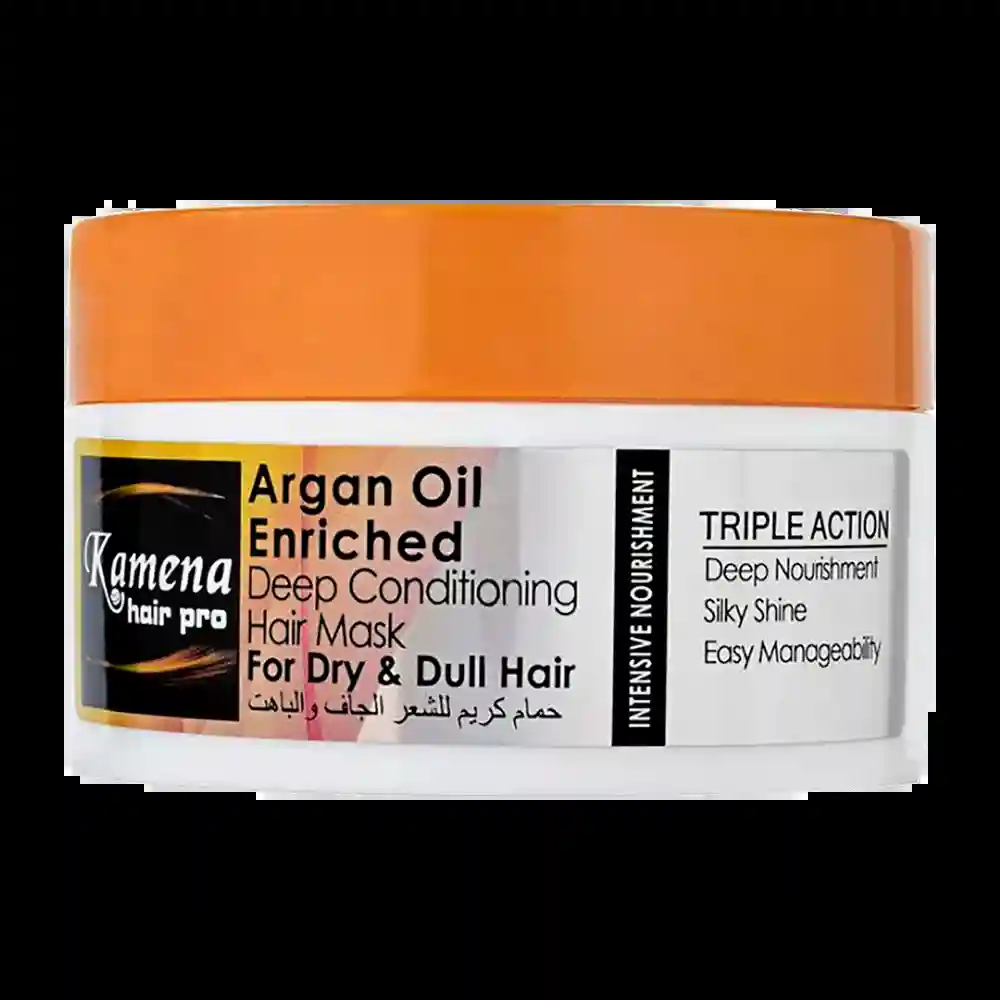 Kamena
hair pro
Argan Oil
Enriched
Deep Conditioning
Hair Mask
For Dry & Dull Hair
حمام كريم للشعر الجاف والباهت
INTENSIVE NOURISHMENT
TRIPLE ACTION
Deep Nourishment
Silky Shine
Easy Manageability